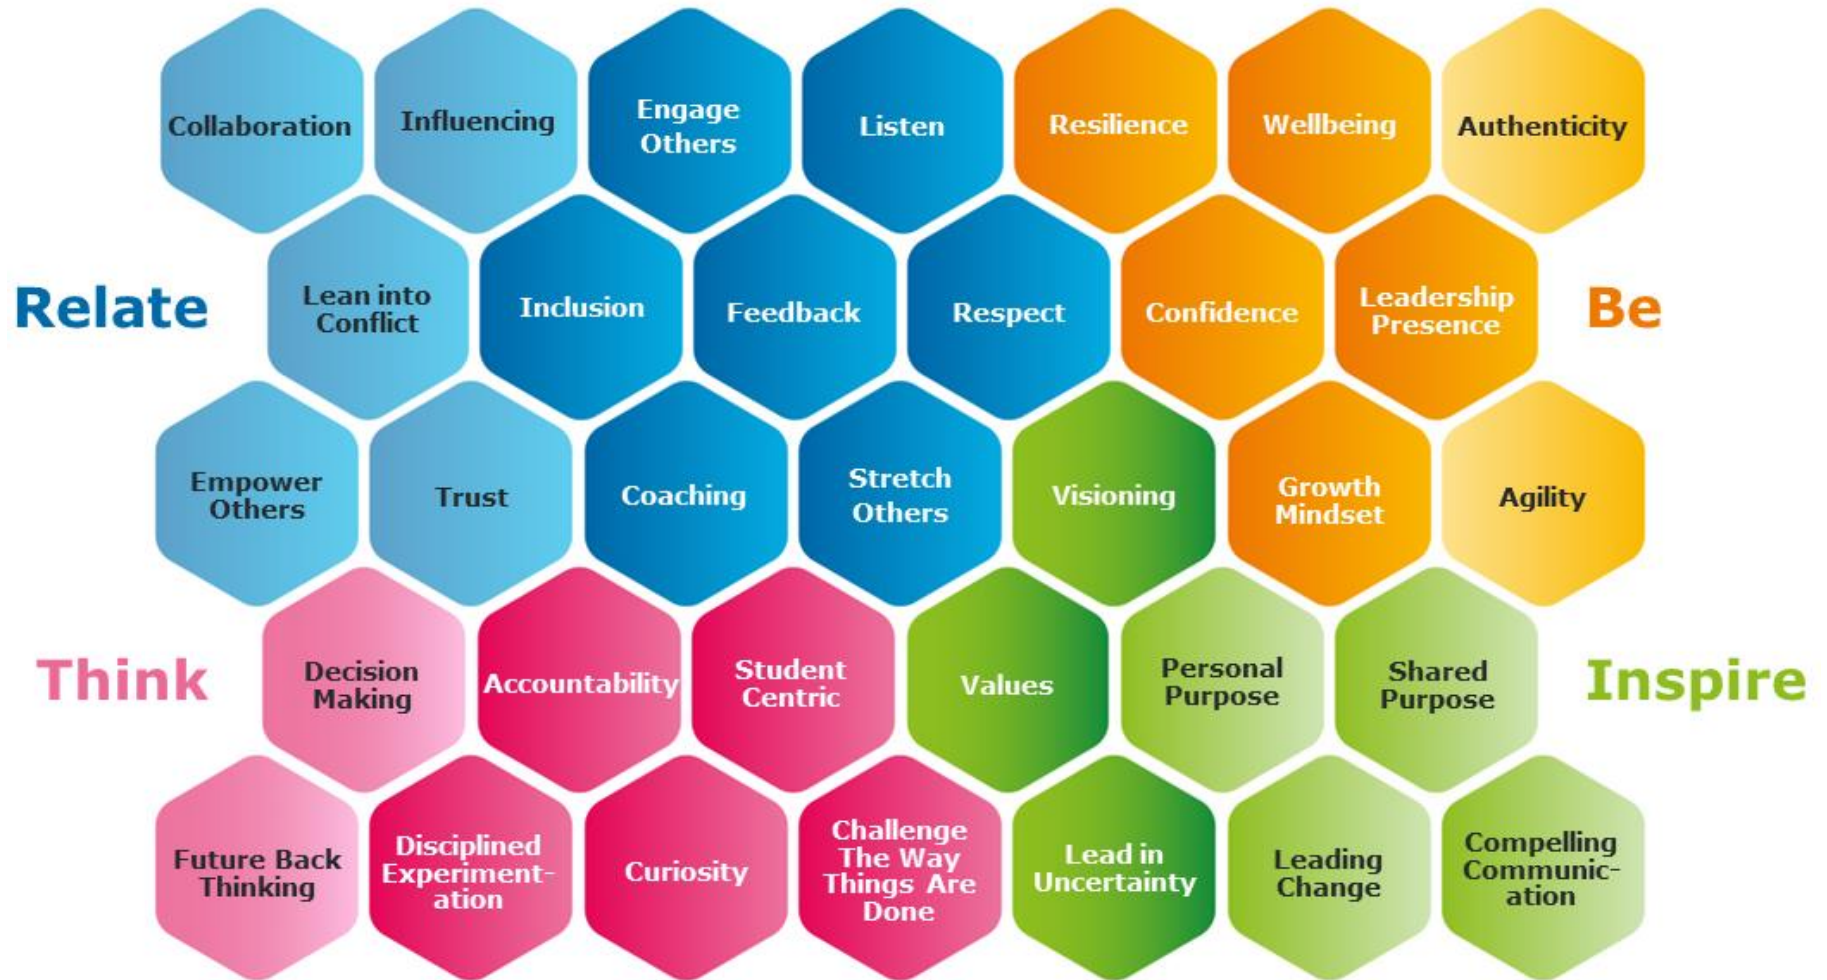 Collaboration
Influencing
Engage
Others
Listen
Resilience
Wellbeing
Authenticity
Relate
Lean into
Conflict
Inclusion
Feedback
Respect
Confidence
Leadership
Presence
Be
Empower
Others
Trust
Coaching
Stretch
Others
Visioning
Growth
Mindset
Agility
Think
Decision
Making
Accountability
Student
Centric
Values
Personal
Purpose
Shared
Purpose
Inspire
Future Back
Thinking
Disciplined
Experiment-
ation
Curiosity
Challenge
The Way
Things Are
Done
Lead in
Uncertainty
Leading
Change
Compelling
Communic-
ation